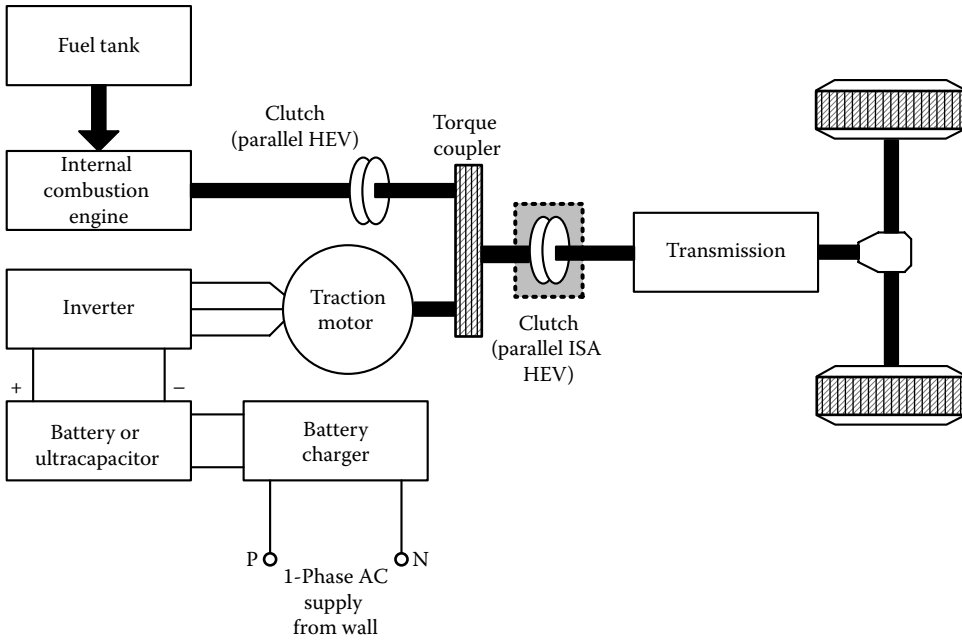 Fuel tank
Clutch
(parallel HEV)
Torque
coupler
Internal
combustion
engine
Transmission
Inverter
Traction
motor
Clutch
(parallel ISA
HEV)
+
−
Battery or
ultracapacitor
Battery
charger
P
N
1-Phase AC
supply
from wall